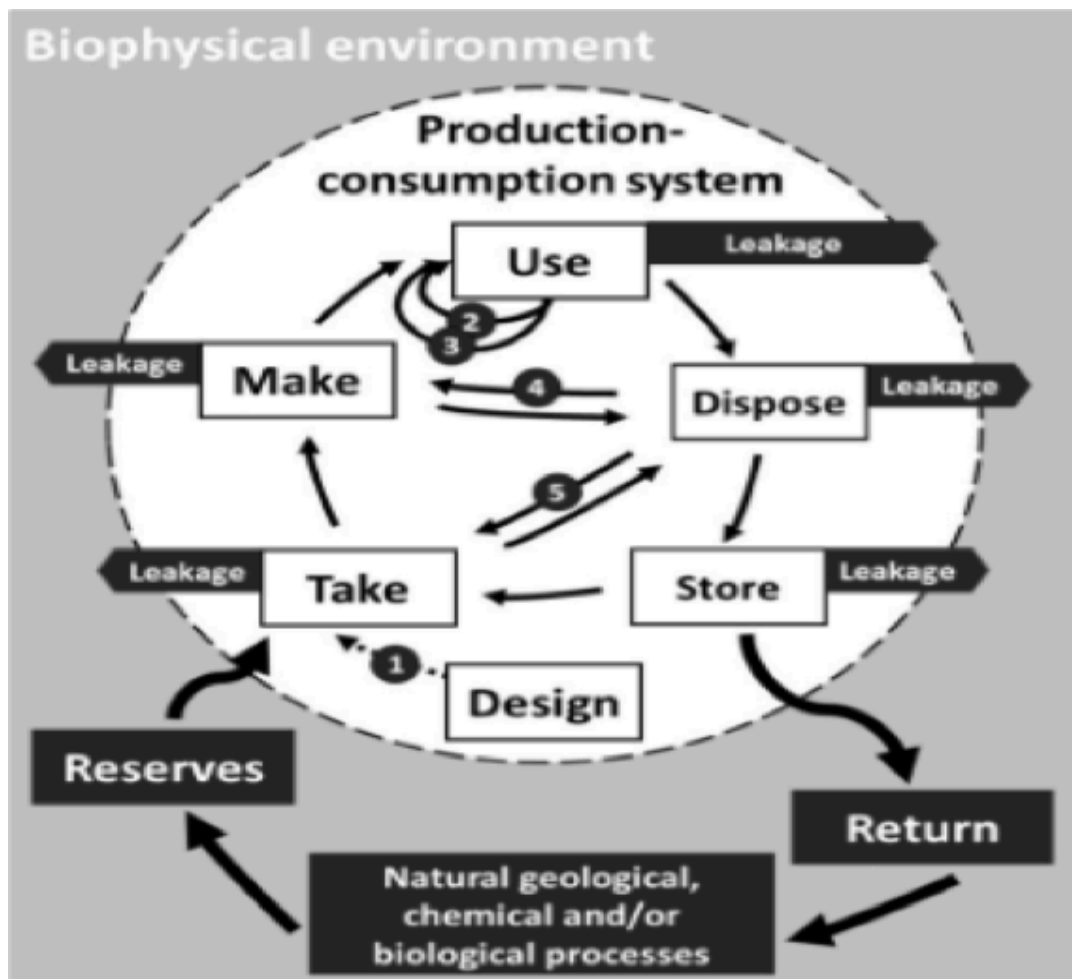 Biophysical environment
Production-
consumption system
Use
Leakage
2
3
Leakage
Make
4
Dispose
Leakage
5
Leakage
Take
Store
Leakage
1
Design
Reserves
Return
Natural geological,
chemical and/or
biological processes